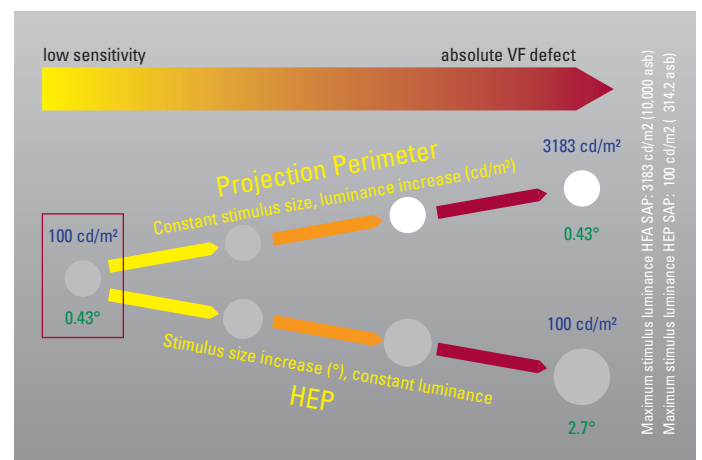 low sensitivity
absolute VF defect
Projection Perimeter
Constant stimulus size, luminance increase (cd/m²)
3183 cd/m²
0.43°
100 cd/m²
0.43°
100 cd/m²
2.7°
Stimulus size increase (°), constant luminance
HEP
Maximum stimulus luminance HFA SAP: 3183 cd/m2 (10,000 asb)
Maximum stimulus luminance HEP SAP: 100 cd/m2 ( 314.2 asb)